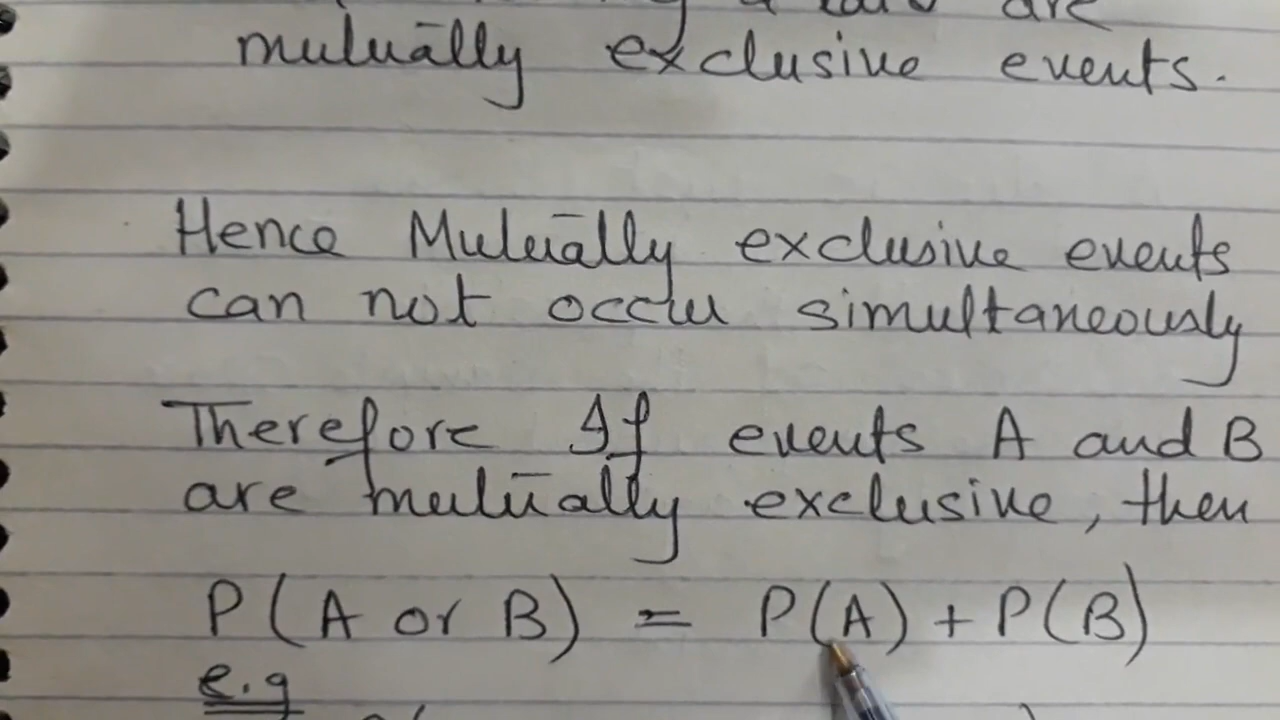 a are
mutually exclusive events.
Hence Mutually exclusive events
can not occur simultaneously
Therefore If events A and B
are mutually exclusive, then
P(A or B) = P(A) + P(B)
e.g